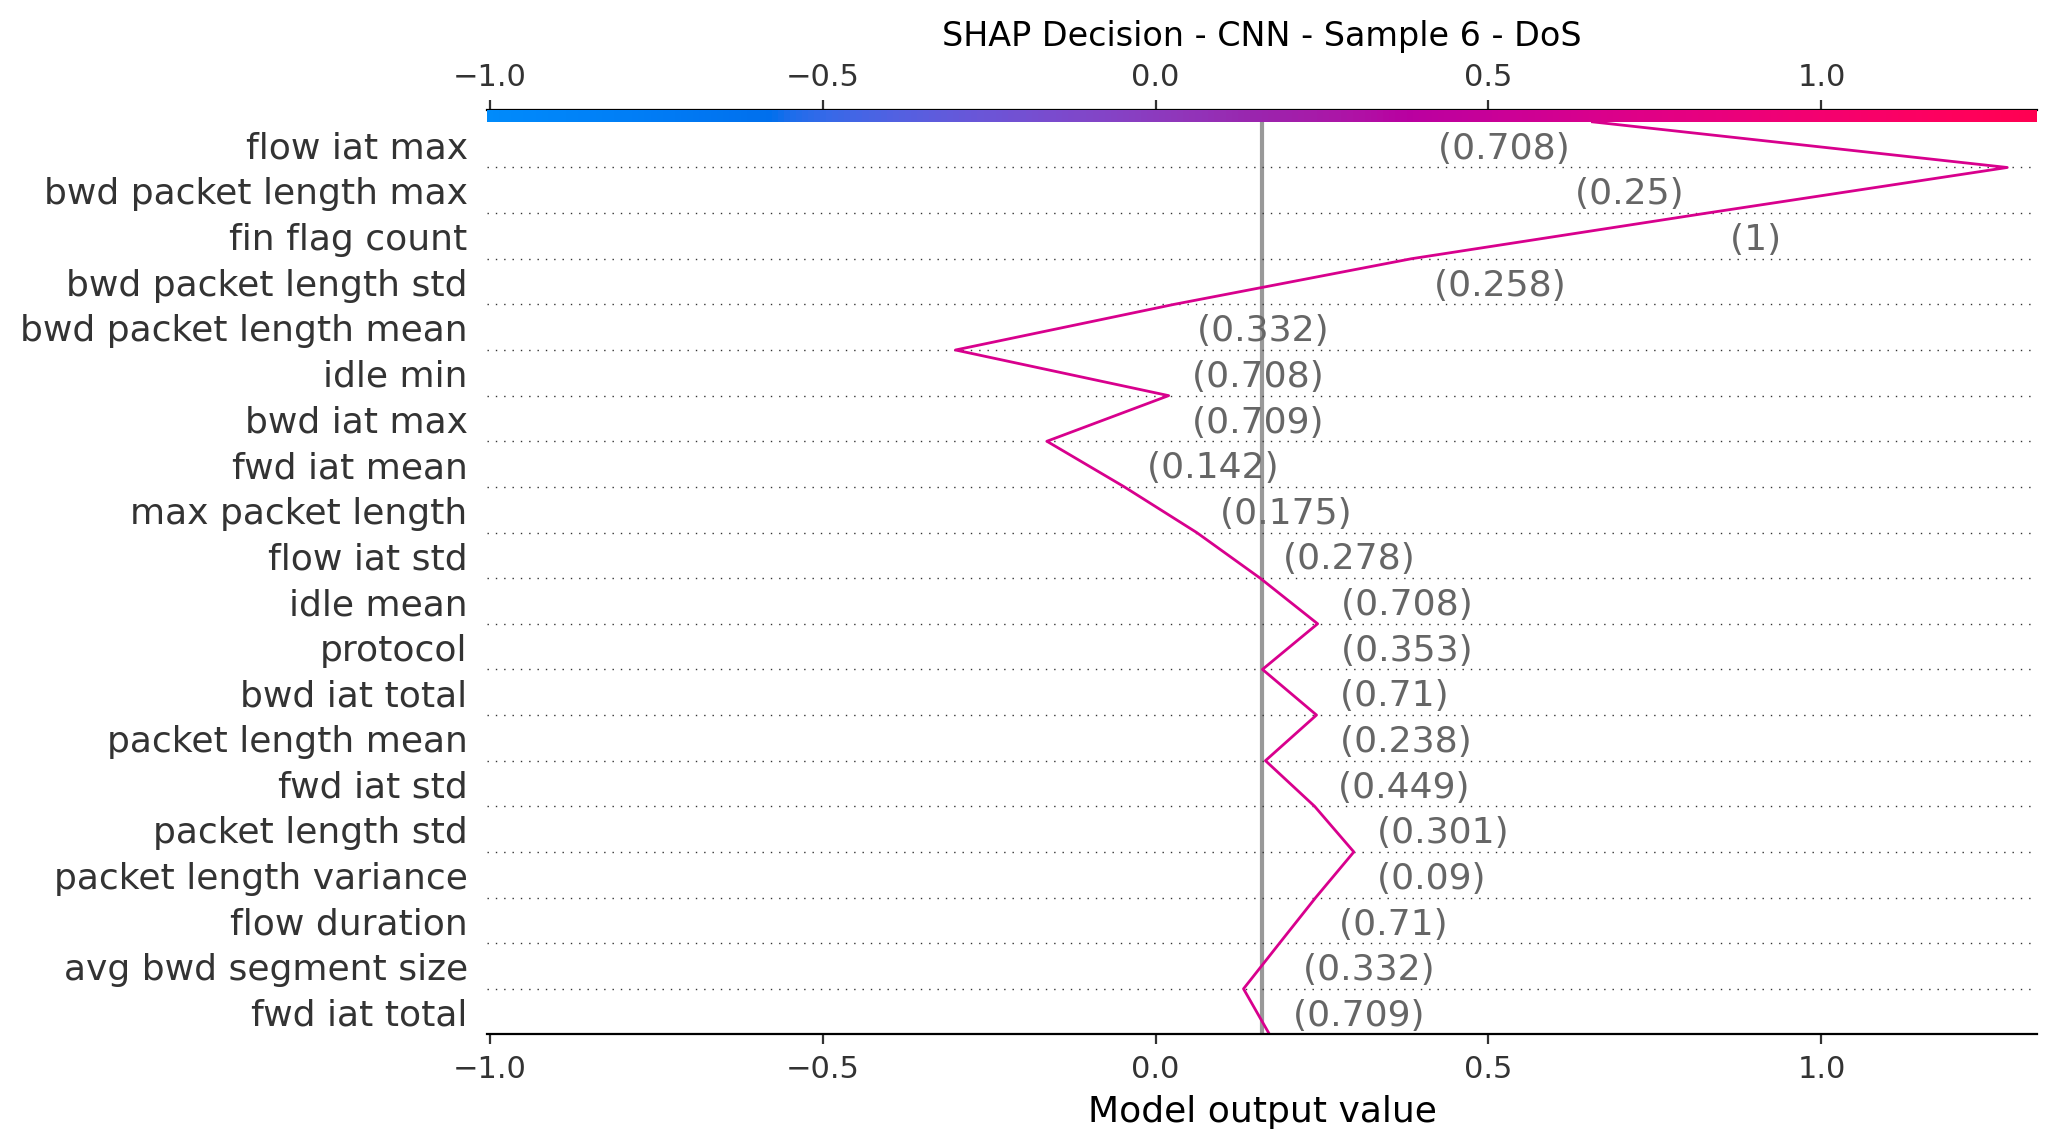 SHAP Decision - CNN - Sample 6 - DoS
−1.0 −0.5 0.0 0.5 1.0
flow iat max (0.708)
bwd packet length max (0.25)
fin flag count (1)
bwd packet length std (0.258)
bwd packet length mean (0.332)
idle min (0.708)
bwd iat max (0.709)
fwd iat mean (0.142)
max packet length (0.175)
flow iat std (0.278)
idle mean (0.708)
protocol (0.353)
bwd iat total (0.71)
packet length mean (0.238)
fwd iat std (0.449)
packet length std (0.301)
packet length variance (0.09)
flow duration (0.71)
avg bwd segment size (0.332)
fwd iat total (0.709)
−1.0 −0.5 0.0 0.5 1.0
Model output value